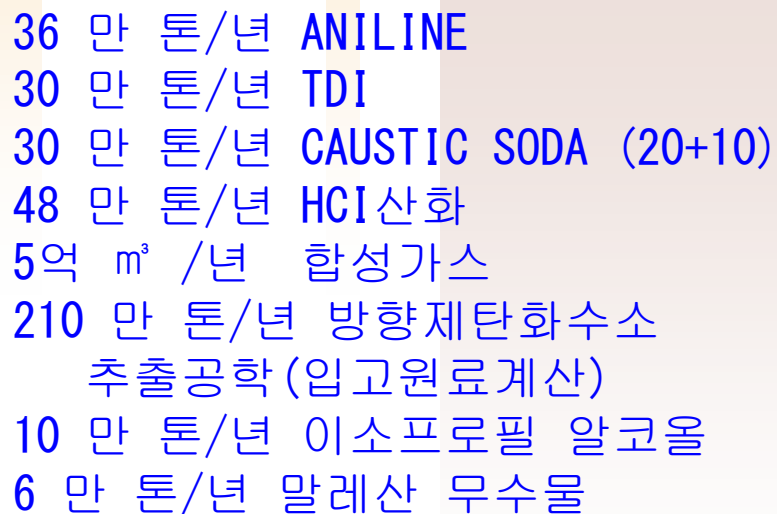 36 만 톤/년 ANILINE
30 만 톤/년 TDI
30 만 톤/년 CAUSTIC SODA (20+10)
48 만 톤/년 HCI산화
5억 ㎥ /년 합성가스
210 만 톤/년 방향제탄화수소
추출공학(입고원료계산)
10 만 톤/년 이소프로필 알코올
6 만 톤/년 말레산 무수물